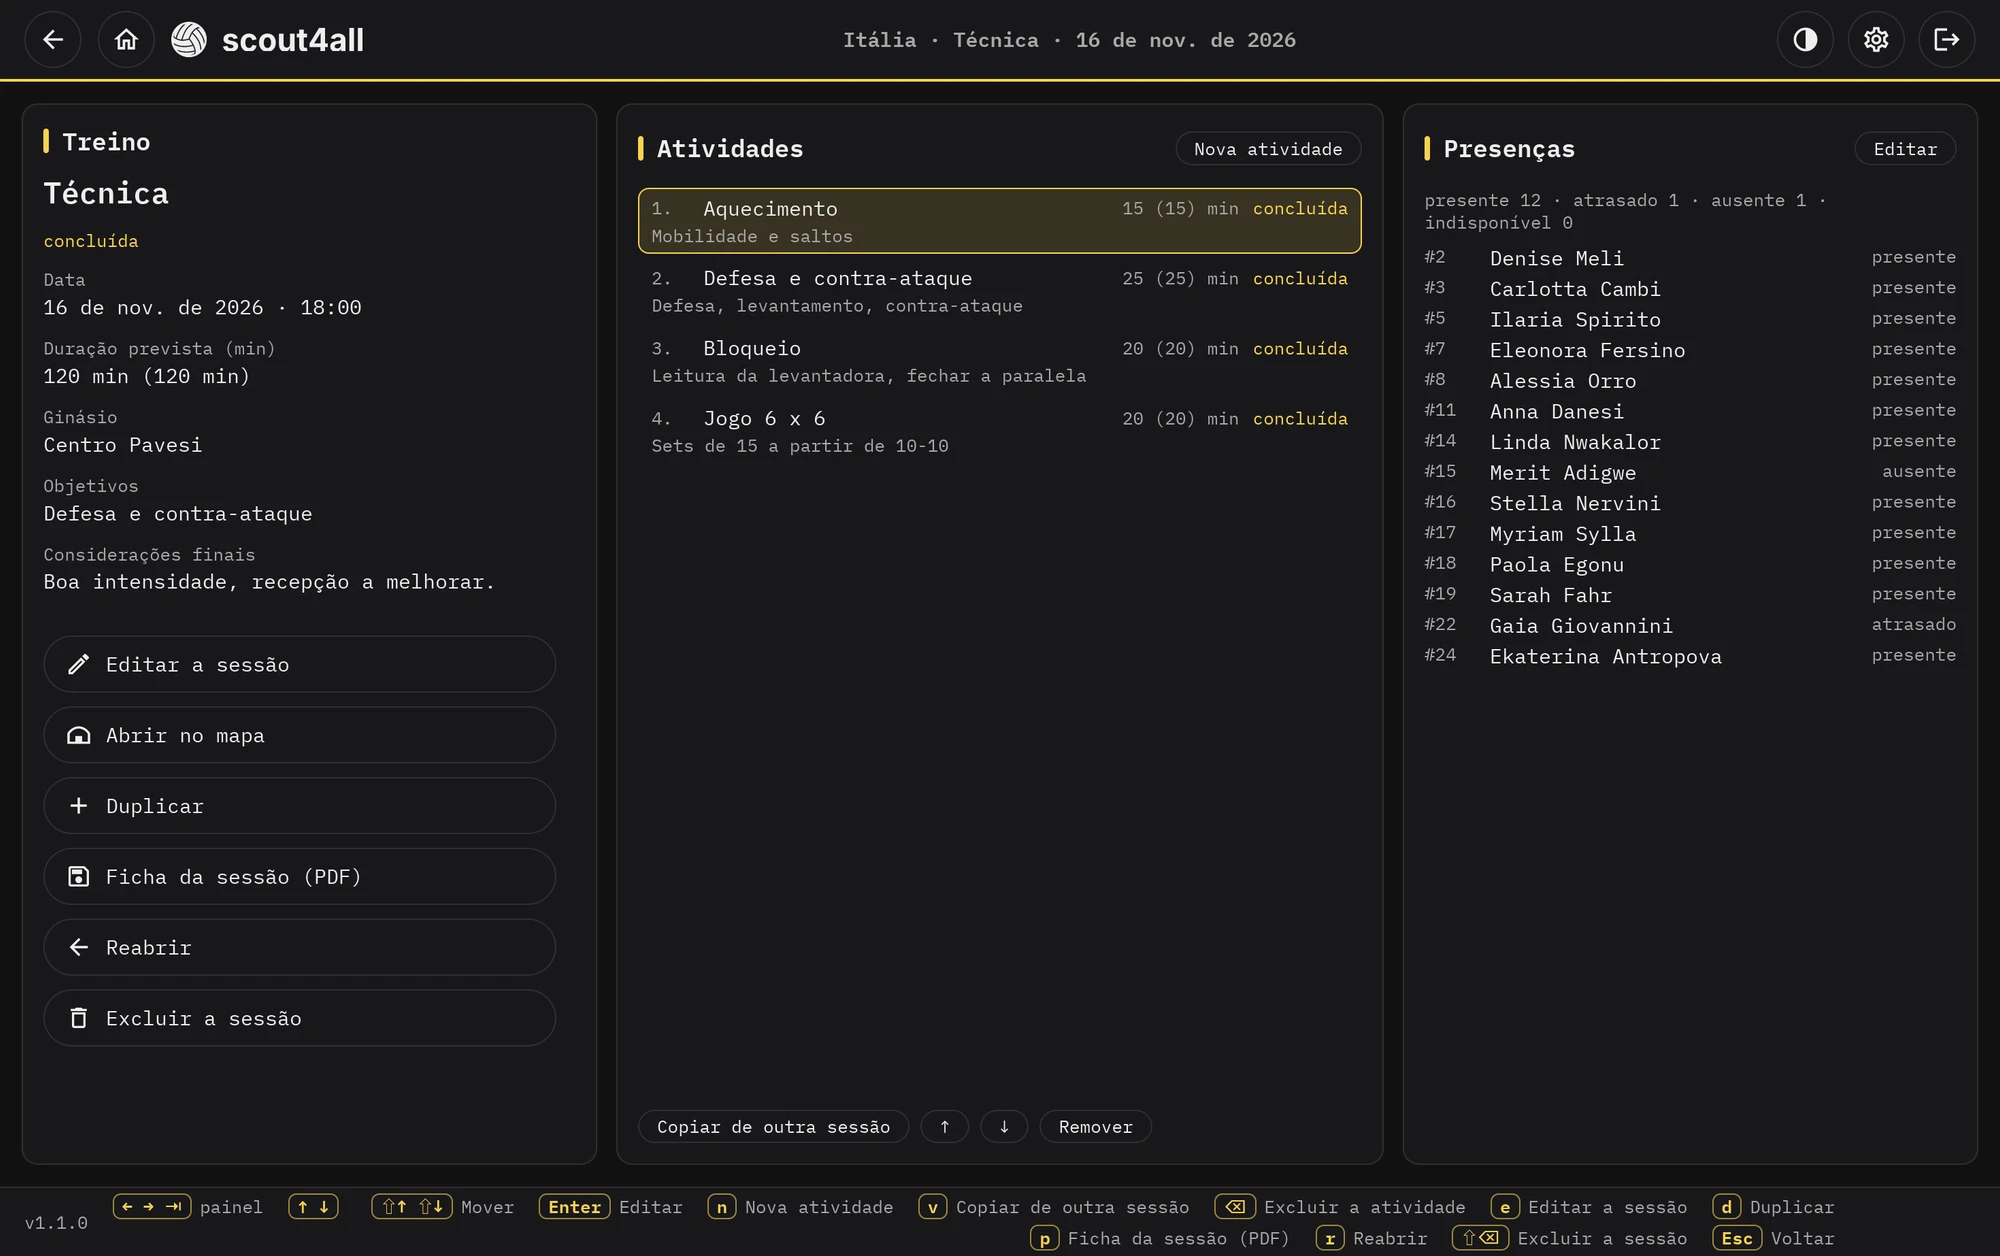 scout4all
Itália · Técnica · 16 de nov. de 2026
Treino
Técnica
concluída
Data
16 de nov. de 2026 · 18:00
Duração prevista (min)
120 min (120 min)
Ginásio
Centro Pavesi
Objetivos
Defesa e contra-ataque
Considerações finais
Boa intensidade, recepção a melhorar.
Editar a sessão
Abrir no mapa
Duplicar
Ficha da sessão (PDF)
Reabrir
Excluir a sessão
Atividades
Nova atividade
1. Aquecimento 15 (15) min concluída
Mobilidade e saltos
2. Defesa e contra-ataque 25 (25) min concluída
Defesa, levantamento, contra-ataque
3. Bloqueio 20 (20) min concluída
Leitura da levantadora, fechar a paralela
4. Jogo 6 x 6 20 (20) min concluída
Sets de 15 a partir de 10-10
Copiar de outra sessão ↑ ↓ Remover
Presenças
Editar
presente 12 · atrasado 1 · ausente 1 ·
indisponível 0
#2 Denise Meli presente
#3 Carlotta Cambi presente
#5 Ilaria Spirito presente
#7 Eleonora Fersino presente
#8 Alessia Orro presente
#11 Anna Danesi presente
#14 Linda Nwakalor presente
#15 Merit Adigwe ausente
#16 Stella Nervini presente
#17 Myriam Sylla presente
#18 Paola Egonu presente
#19 Sarah Fahr presente
#22 Gaia Giovannini atrasado
#24 Ekaterina Antropova presente
v1.1.0
← → ⇥ painel ↑ ↓ ⇧↑ ⇧↓ Mover Enter Editar n Nova atividade v Copiar de outra sessão ⌫ Excluir a atividade e Editar a sessão d Duplicar
p Ficha da sessão (PDF) r Reabrir ⇧⌫ Excluir a sessão Esc Voltar